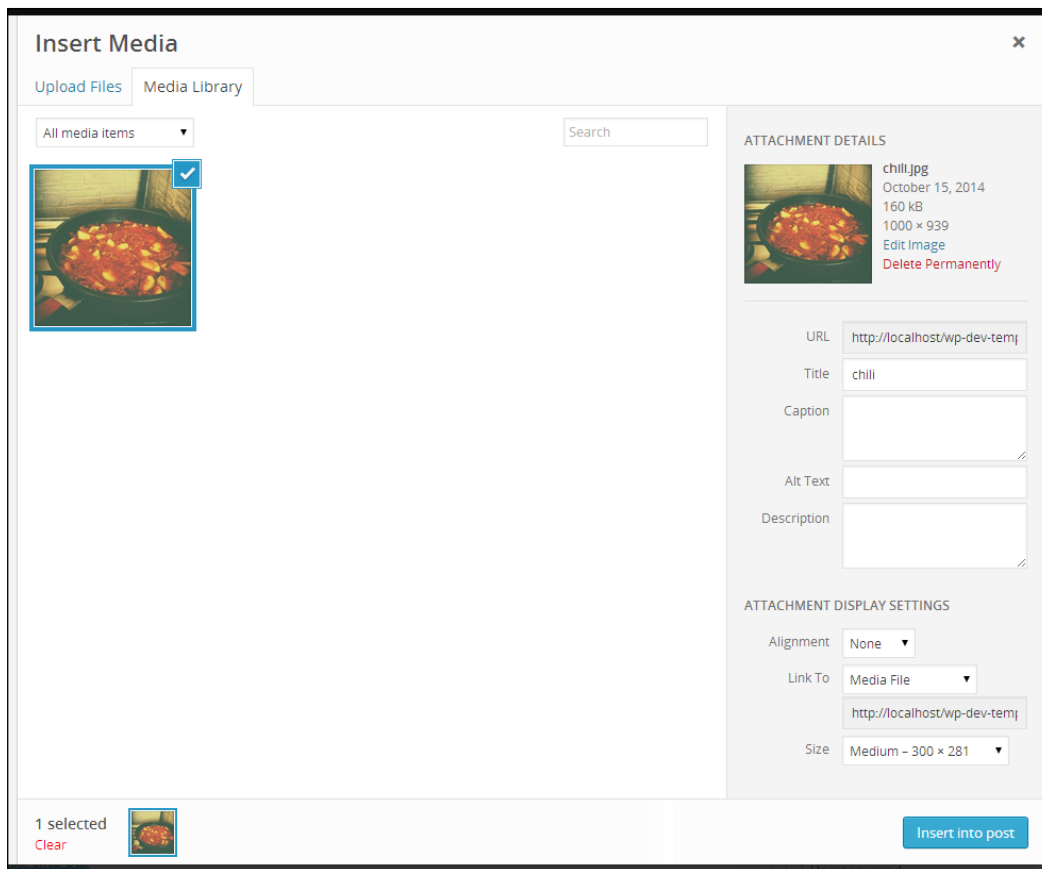 Insert Media
×
Upload Files
Media Library
All media items
Search
ATTACHMENT DETAILS
chili.jpg
October 15, 2014
160 kB
1000 × 939
Edit Image
Delete Permanently
URL http://localhost/wp-dev-temp
Title chili
Caption
Alt Text
Description
ATTACHMENT DISPLAY SETTINGS
Alignment None
Link To Media File
http://localhost/wp-dev-temp
Size Medium – 300 × 281
1 selected
Clear
Insert into post